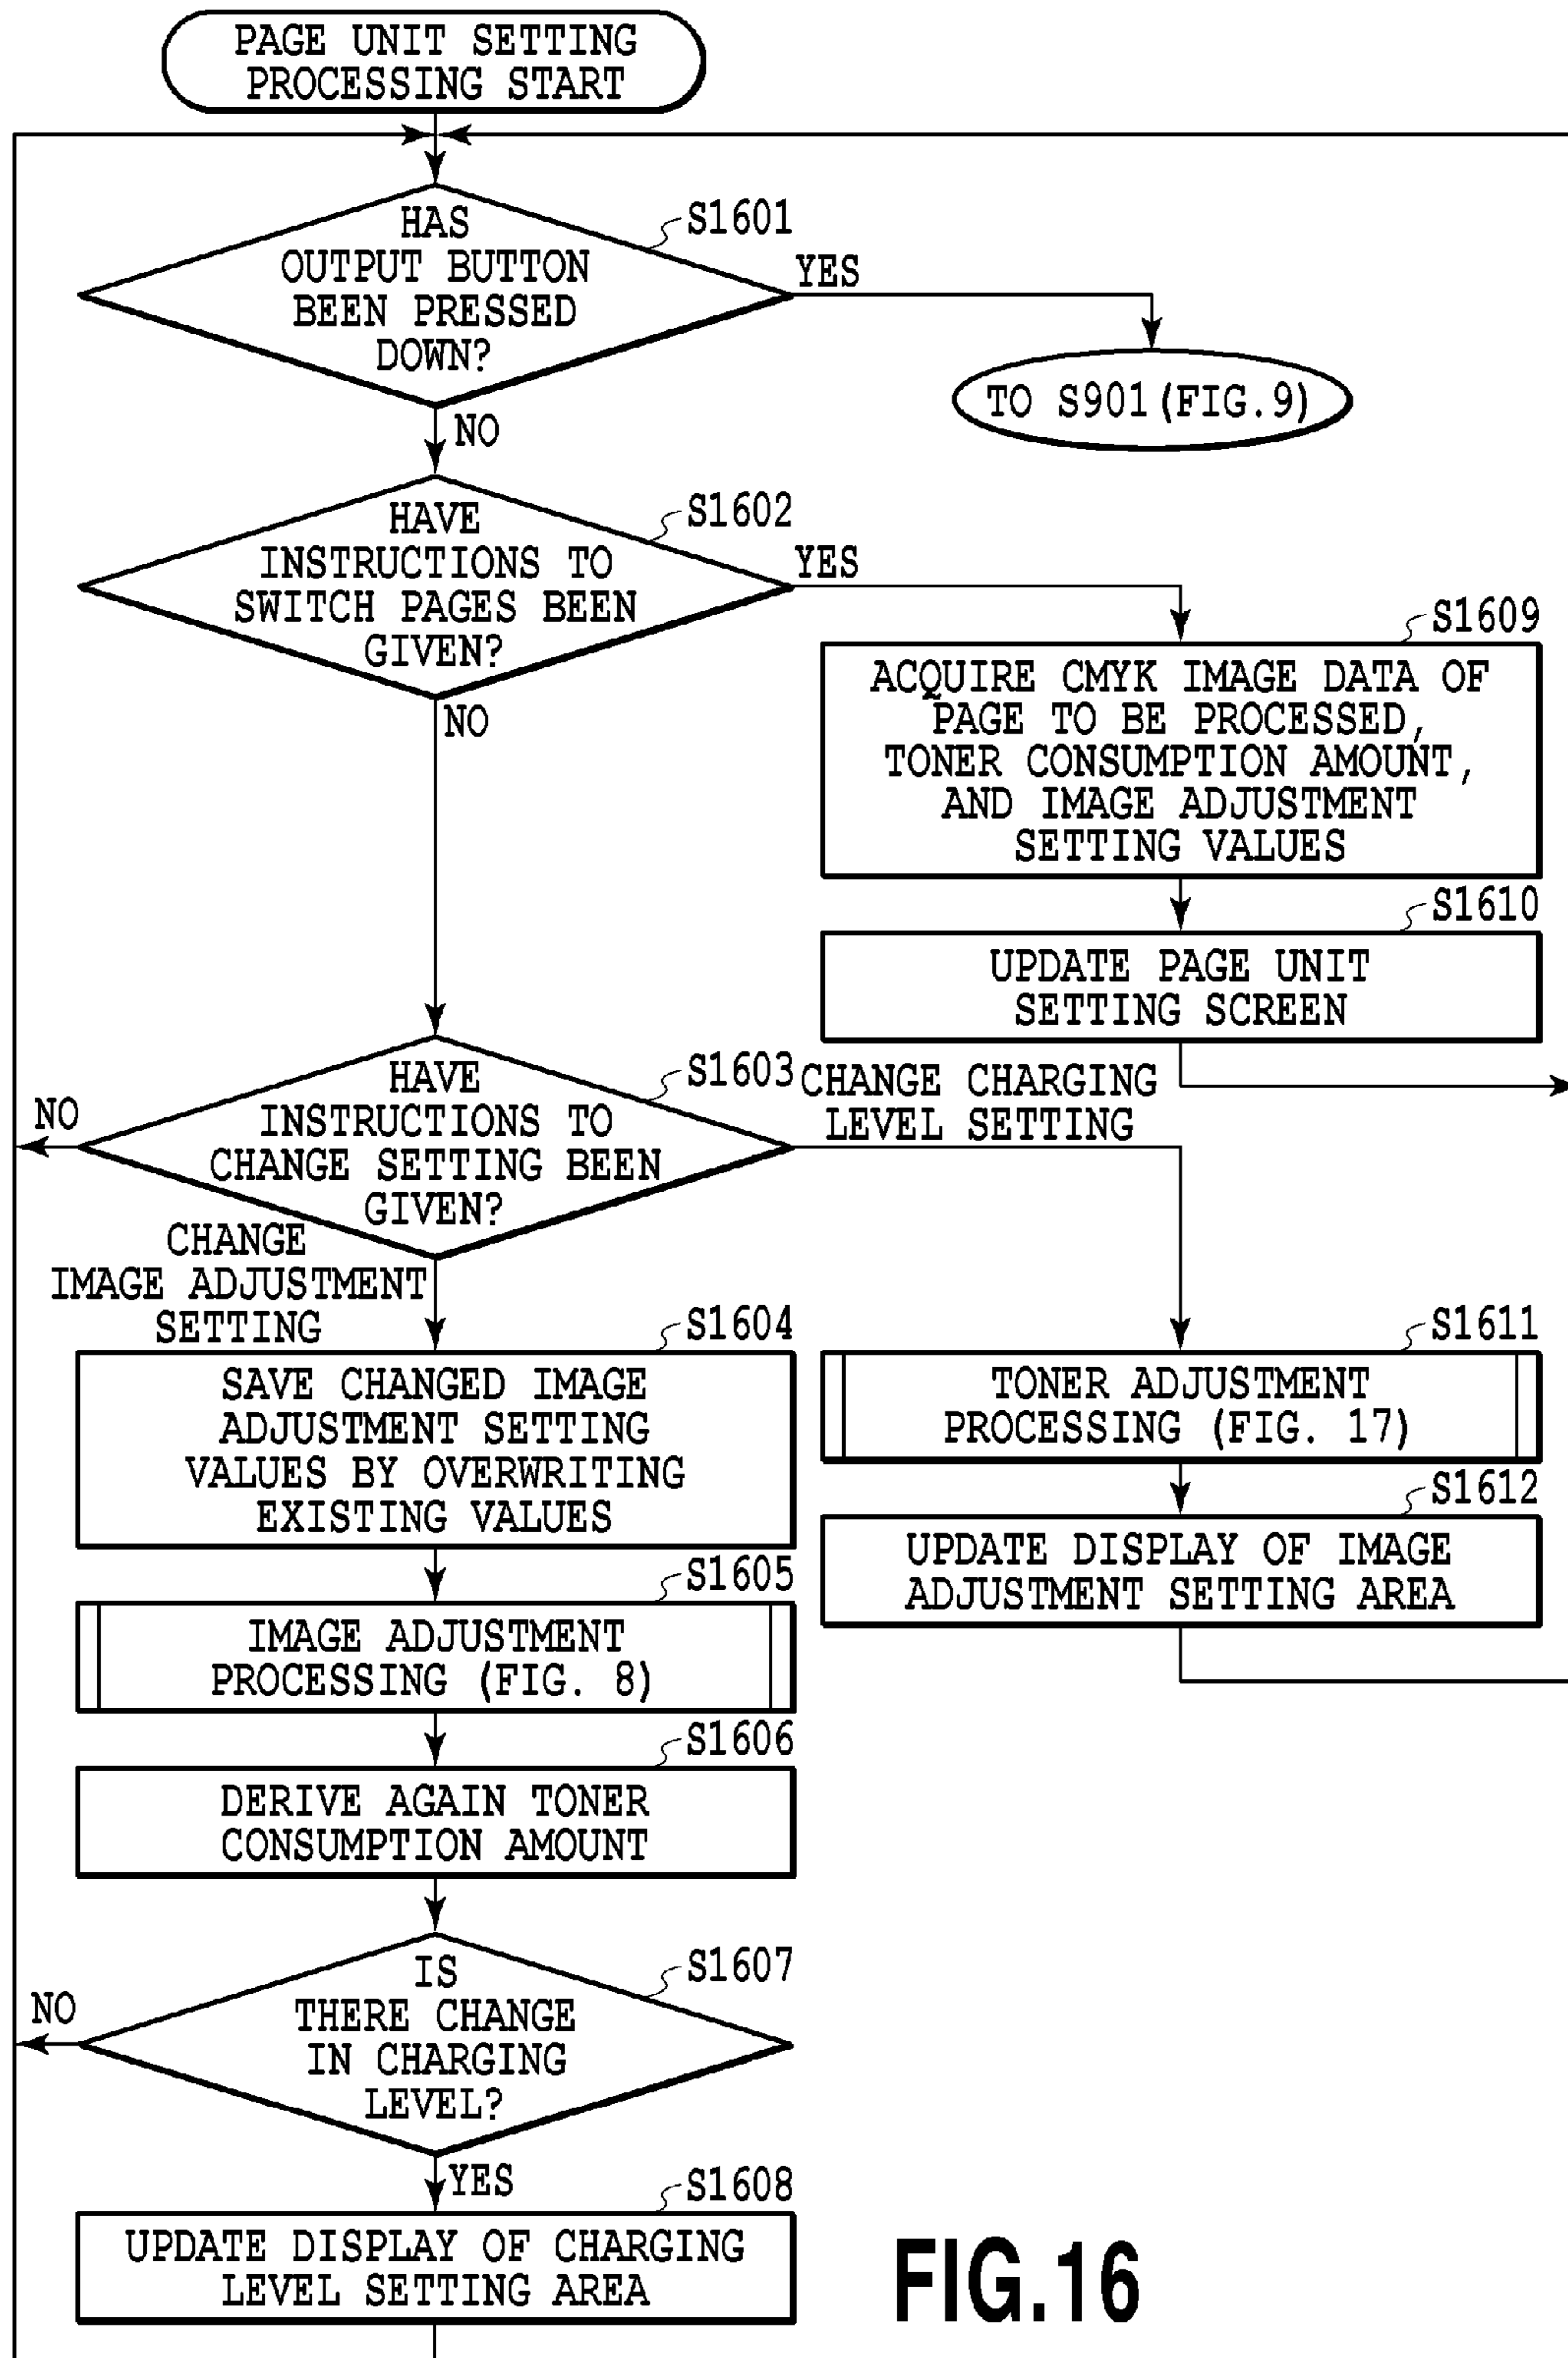 PAGE UNIT SETTING
PROCESSING START
S1601
HAS
OUTPUT BUTTON
BEEN PRESSED
DOWN?
YES
TO S901(FIG.9)
NO
S1602
HAVE
INSTRUCTIONS TO
SWITCH PAGES BEEN
GIVEN?
YES
NO
S1609
ACQUIRE CMYK IMAGE DATA OF
PAGE TO BE PROCESSED,
TONER CONSUMPTION AMOUNT,
AND IMAGE ADJUSTMENT
SETTING VALUES
S1610
UPDATE PAGE UNIT
SETTING SCREEN
S1603
HAVE
INSTRUCTIONS TO
CHANGE SETTING BEEN
GIVEN?
NO
CHANGE CHARGING
LEVEL SETTING
CHANGE
IMAGE ADJUSTMENT
SETTING
S1604
SAVE CHANGED IMAGE
ADJUSTMENT SETTING
VALUES BY OVERWRITING
EXISTING VALUES
S1605
IMAGE ADJUSTMENT
PROCESSING (FIG. 8)
S1606
DERIVE AGAIN TONER
CONSUMPTION AMOUNT
S1611
TONER ADJUSTMENT
PROCESSING (FIG. 17)
S1612
UPDATE DISPLAY OF IMAGE
ADJUSTMENT SETTING AREA
S1607
IS
THERE CHANGE
IN CHARGING
LEVEL?
NO
YES
S1608
UPDATE DISPLAY OF CHARGING
LEVEL SETTING AREA
FIG.16